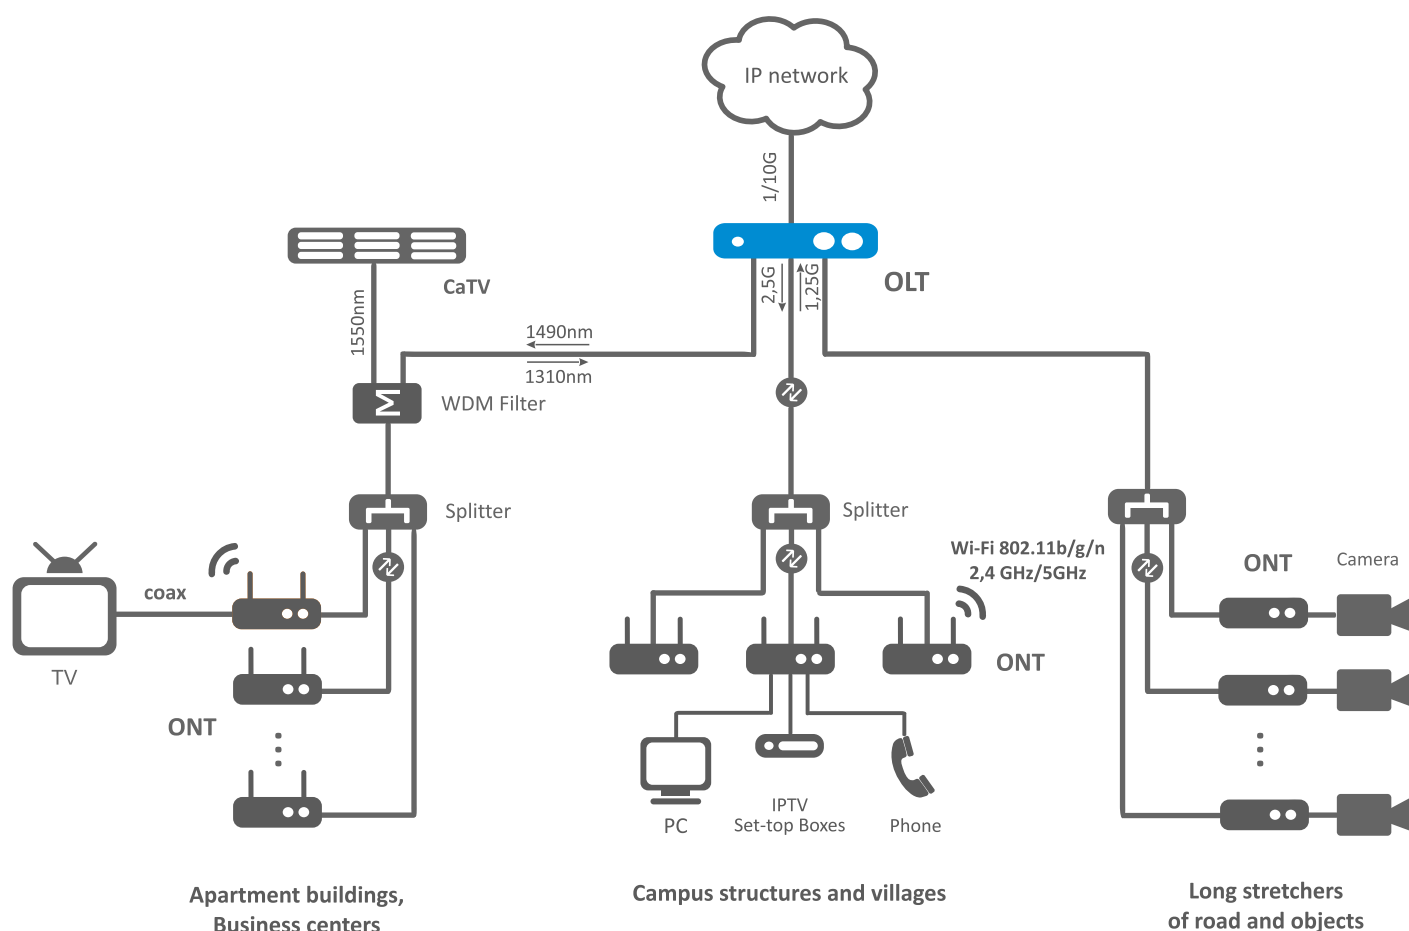 IP network
1/10G
OLT
2,5G
1,25G
CaTV
1550nm
1490nm
1310nm
WDM Filter
Splitter
Splitter
Wi-Fi 802.11b/g/n
2,4 GHz/5GHz
ONT
Camera
coax
TV
ONT
ONT
PC
IPTV
Set-top Boxes
Phone
Apartment buildings,
Business centers
Campus structures and villages
Long stretchers
of road and objects